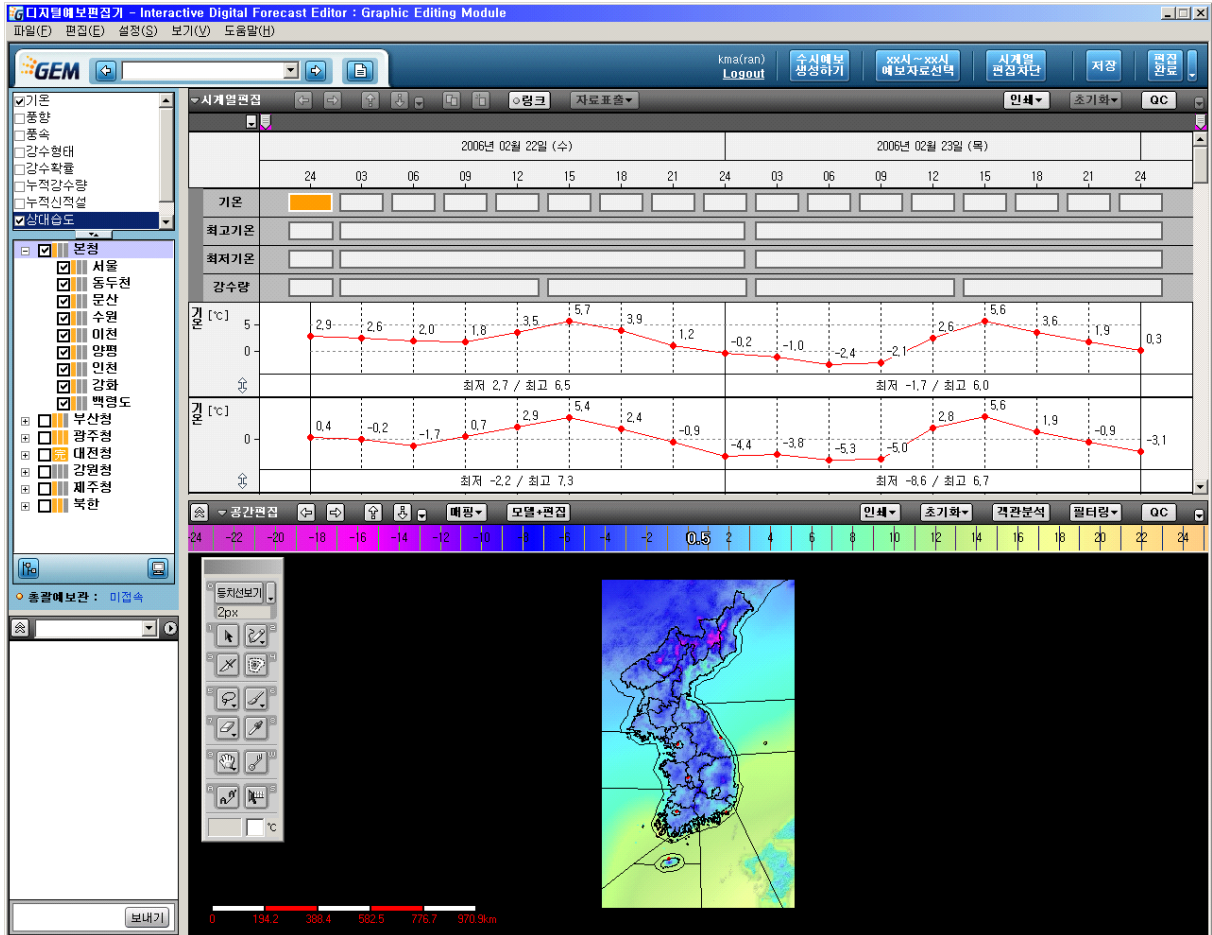 디지털예보편집기 - Interactive Digital Forecast Editor : Graphic Editing Module
파일(F) 편집(E) 설정(S) 보기(V) 도움말(H)
GEM
kma(ran)
Logout
수시예보 생성하기
xx시~xx시 예보자료선택
시계열 편집차단
저장
편집 완료
기온
풍향
풍속
강수형태
강수확률
누적강수량
누적신적설
상대습도
본청
서울
동두천
문산
수원
이천
양평
인천
강화
백령도
부산청
광주청
完 대전청
강원청
제주청
북한
총괄예보관 : 미접속
보내기
시계열편집 링크 자료표출 인쇄 초기화 QC
2006년 02월 22일 (수) 2006년 02월 23일 (목)
24 03 06 09 12 15 18 21 24 03 06 09 12 15 18 21 24
기온
최고기온
최저기온
강수량
기온 [℃] 5 0
2,9 2,6 2,0 1,8 3,5 5,7 3,9 1,2 -0,2 -1,0 -2,4 -2,1 2,6 5,6 3,6 1,9 0,3
최저 2,7 / 최고 6,5 최저 -1,7 / 최고 6,0
기온 [℃] 0
0,4 -0,2 -1,7 0,7 2,9 5,4 2,4 -0,9 -4,4 -3,8 -5,3 -5,0 2,8 5,6 1,9 -0,9 -3,1
최저 -2,2 / 최고 7,3 최저 -8,6 / 최고 6,7
공간편집 매핑 모델+편집 인쇄 초기화 객관분석 필터링 QC
-24 -22 -20 -18 -16 -14 -12 -10 -8 -6 -4 -2 0.5 2 4 6 8 10 12 14 16 18 20 22 24
등치선보기
2px
℃
0 194.2 388.4 582.5 776.7 970.9km